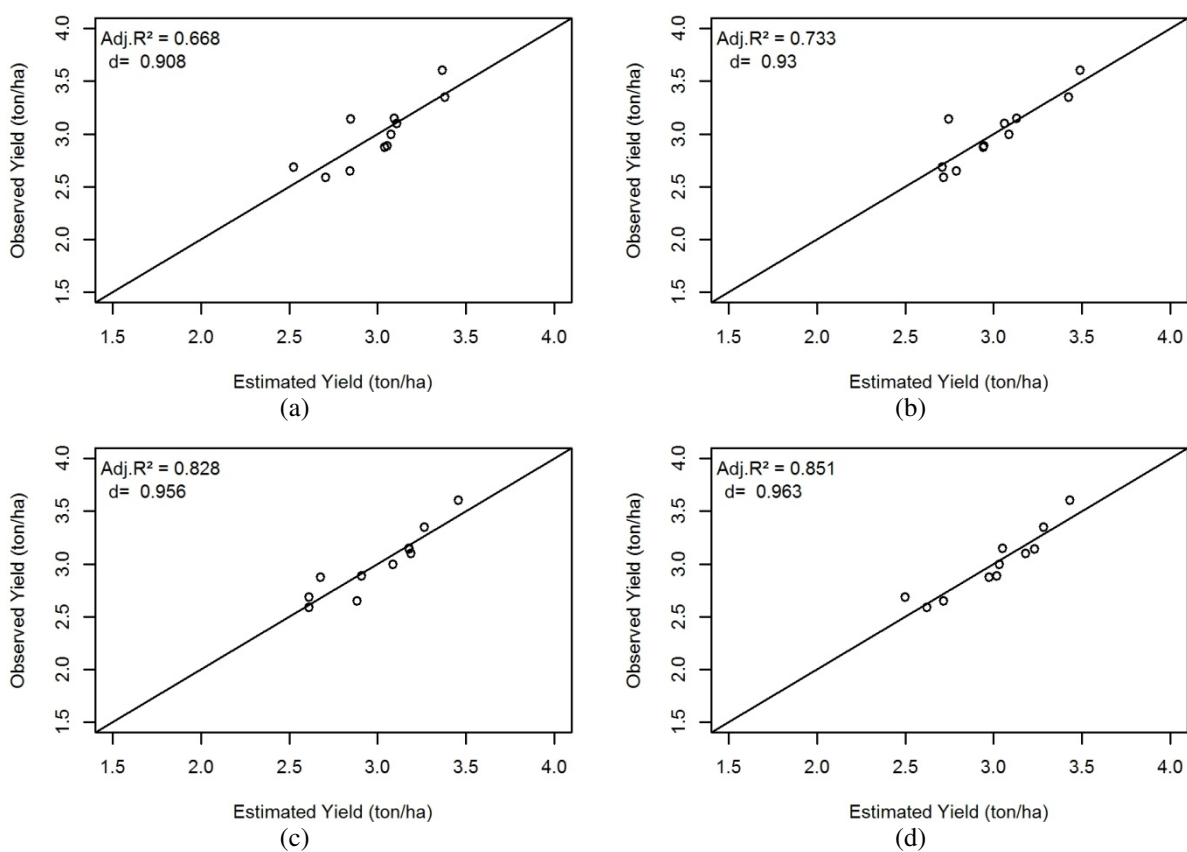 Adj.R² = 0.668
d= 0.908
4.0
3.5
3.0
2.5
2.0
1.5
Observed Yield (ton/ha)
1.5 2.0 2.5 3.0 3.5 4.0
Estimated Yield (ton/ha)
(a)
Adj.R² = 0.733
d= 0.93
4.0
3.5
3.0
2.5
2.0
1.5
Observed Yield (ton/ha)
1.5 2.0 2.5 3.0 3.5 4.0
Estimated Yield (ton/ha)
(b)
Adj.R² = 0.828
d= 0.956
4.0
3.5
3.0
2.5
2.0
1.5
Observed Yield (ton/ha)
1.5 2.0 2.5 3.0 3.5 4.0
Estimated Yield (ton/ha)
(c)
Adj.R² = 0.851
d= 0.963
4.0
3.5
3.0
2.5
2.0
1.5
Observed Yield (ton/ha)
1.5 2.0 2.5 3.0 3.5 4.0
Estimated Yield (ton/ha)
(d)